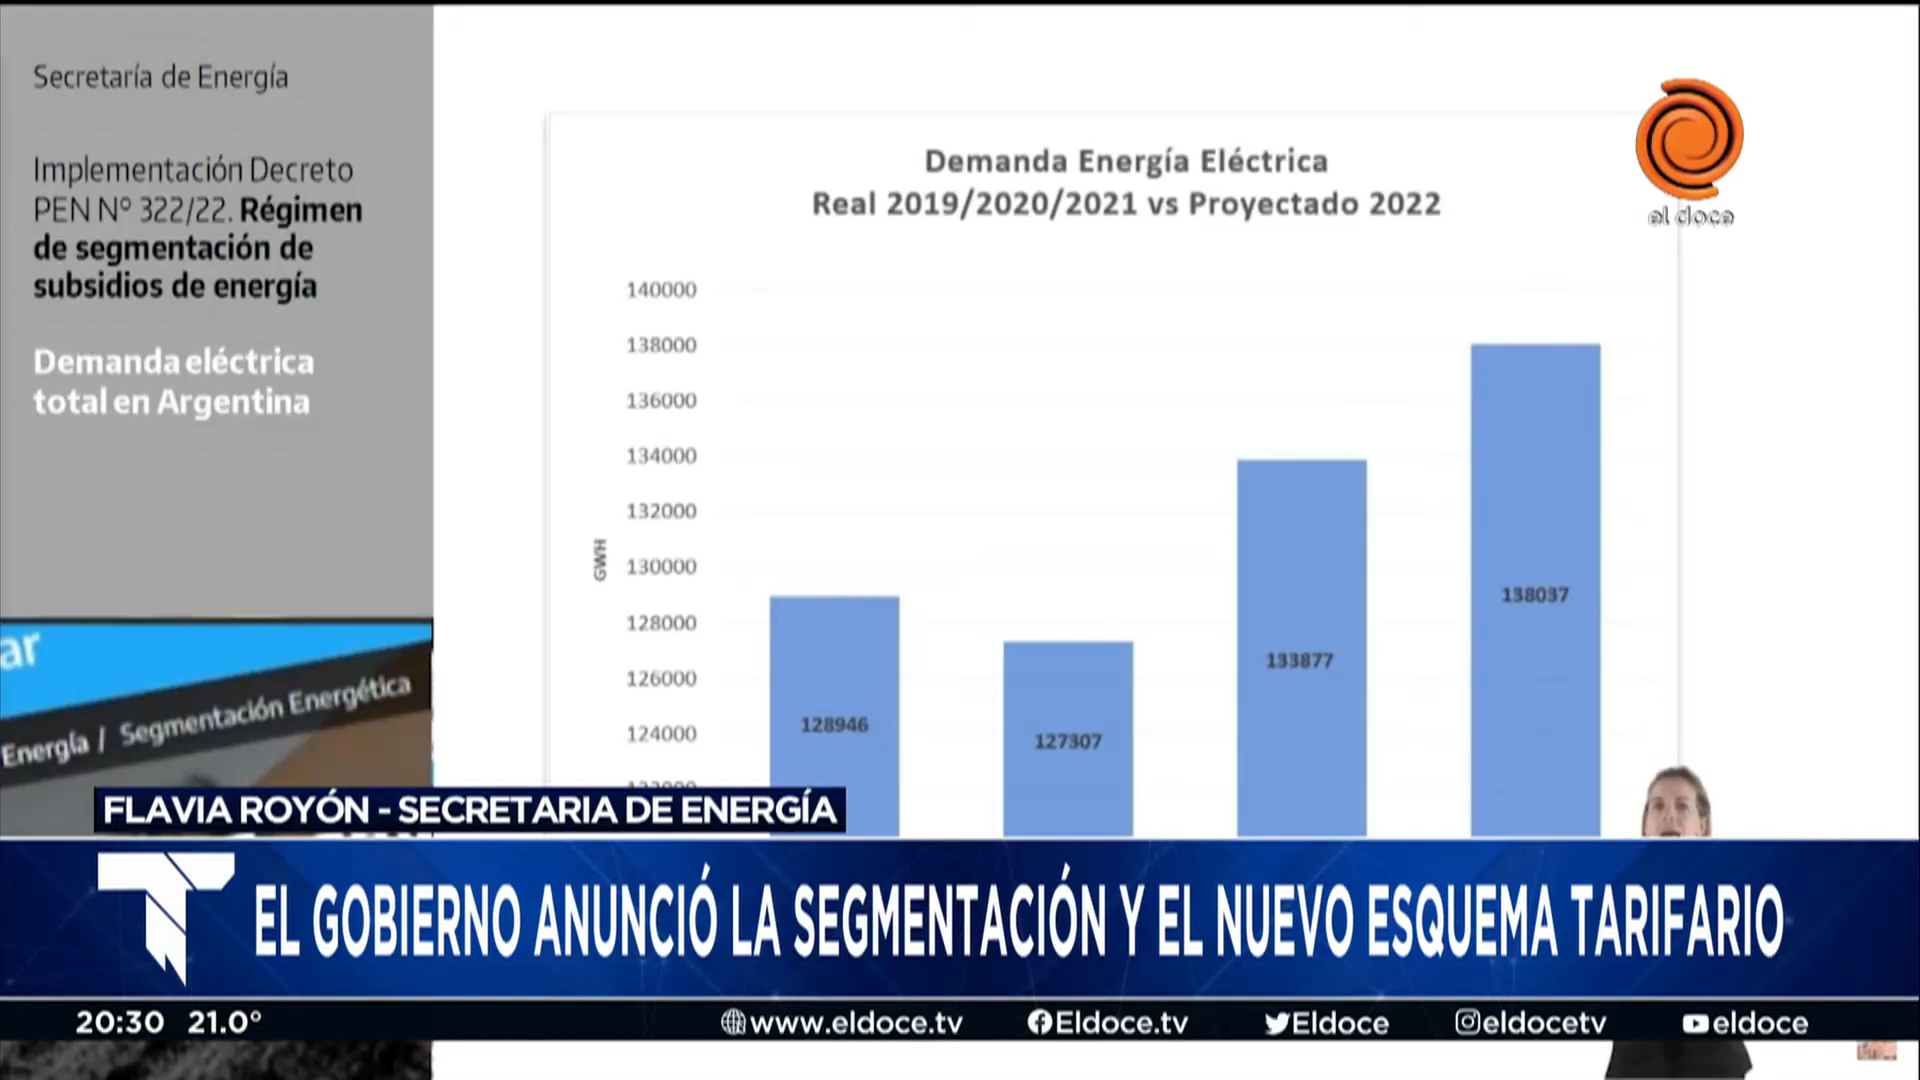 Secretaría de Energía
Implementación Decreto
PEN Nº 322/22. Régimen
de segmentación de
subsidios de energía
Demanda eléctrica
total en Argentina
ar
Energía / Segmentación Energética
Demanda Energía Eléctrica
Real 2019/2020/2021 vs Proyectado 2022
el doce
140000
138000
136000
134000
132000
130000
128000
126000
124000
GWH
128946
127307
133877
138037
FLAVIA ROYÓN - SECRETARIA DE ENERGÍA
EL GOBIERNO ANUNCIÓ LA SEGMENTACIÓN Y EL NUEVO ESQUEMA TARIFARIO
20:30 21.0° www.eldoce.tv Eldoce.tv Eldoce eldocetv eldoce